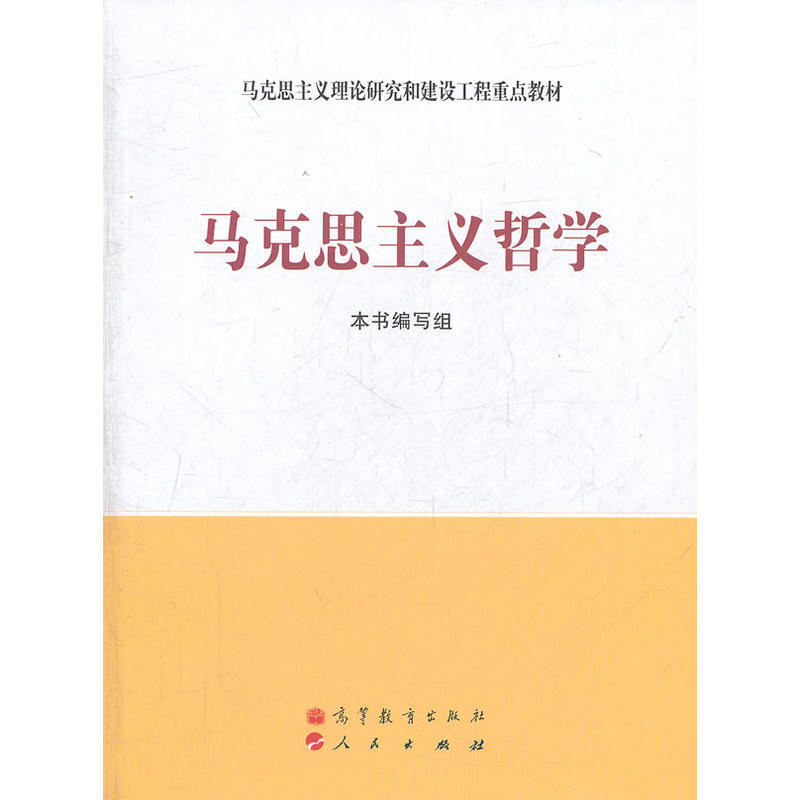 马克思主义理论研究和建设工程重点教材
马克思主义哲学
本书编写组
高等教育出版社
人民出版社